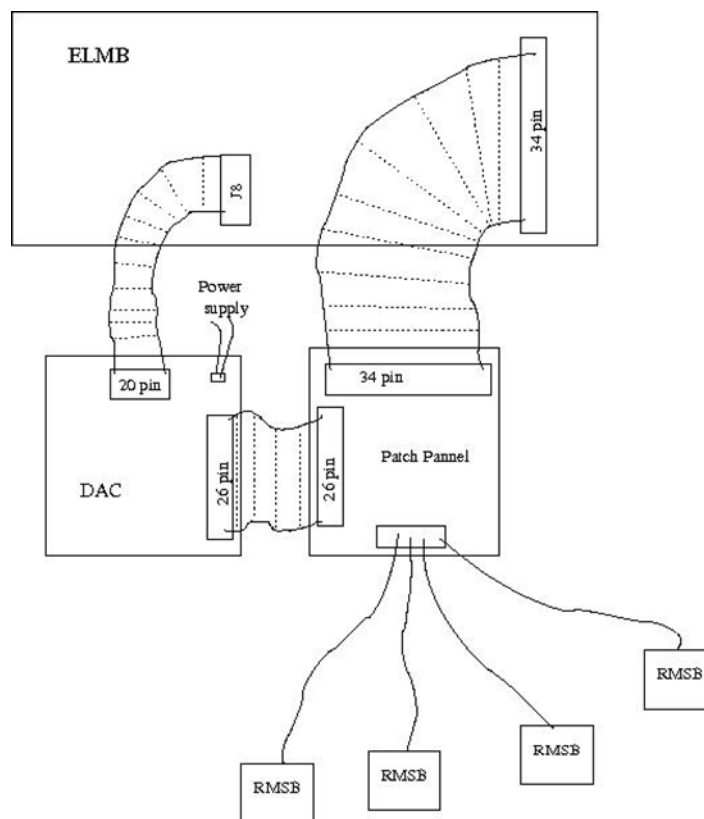 ELMB
34 pin
J8
Power
supply
20 pin
34 pin
26 pin
26 pin
Patch Pannel
DAC
RMSB
RMSB
RMSB
RMSB